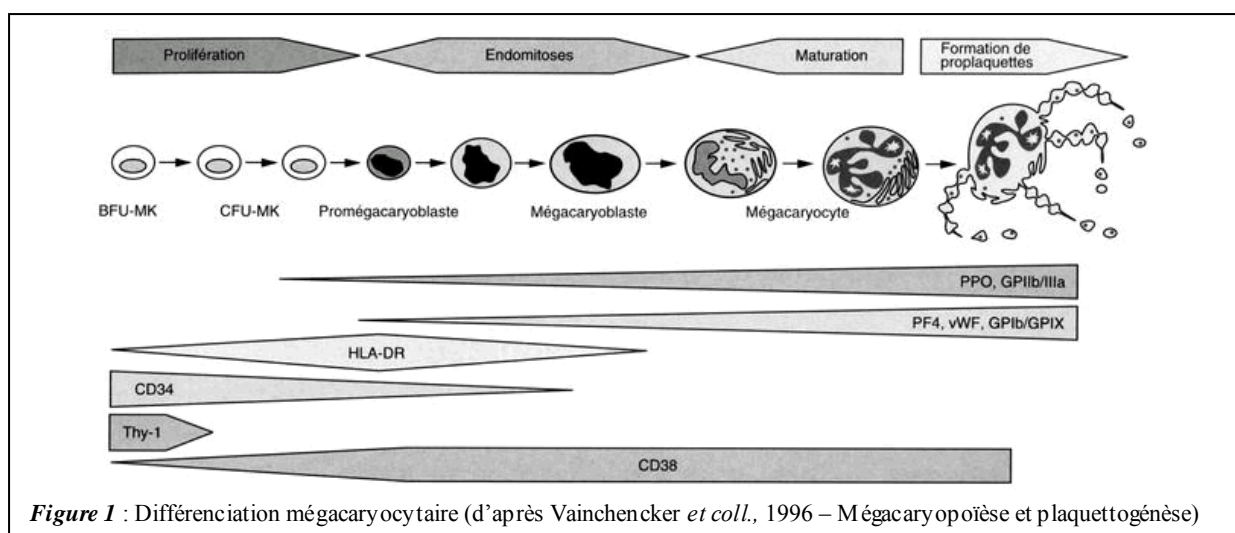 Prolifération
Endomitoses
Maturation
Formation de
proplaquettes
BFU-MK
CFU-MK
Promégacaryoblaste
Mégacaryoblaste
Mégacaryocyte
PPO, GPIIb/IIIa
PF4, vWF, GPIb/GPIX
HLA-DR
CD34
Thy-1
CD38
Figure 1 : Différenciation mégacaryocytaire (d'après Vainchencker et coll., 1996 – Mégacaryopoïèse et plaquettogénèse)